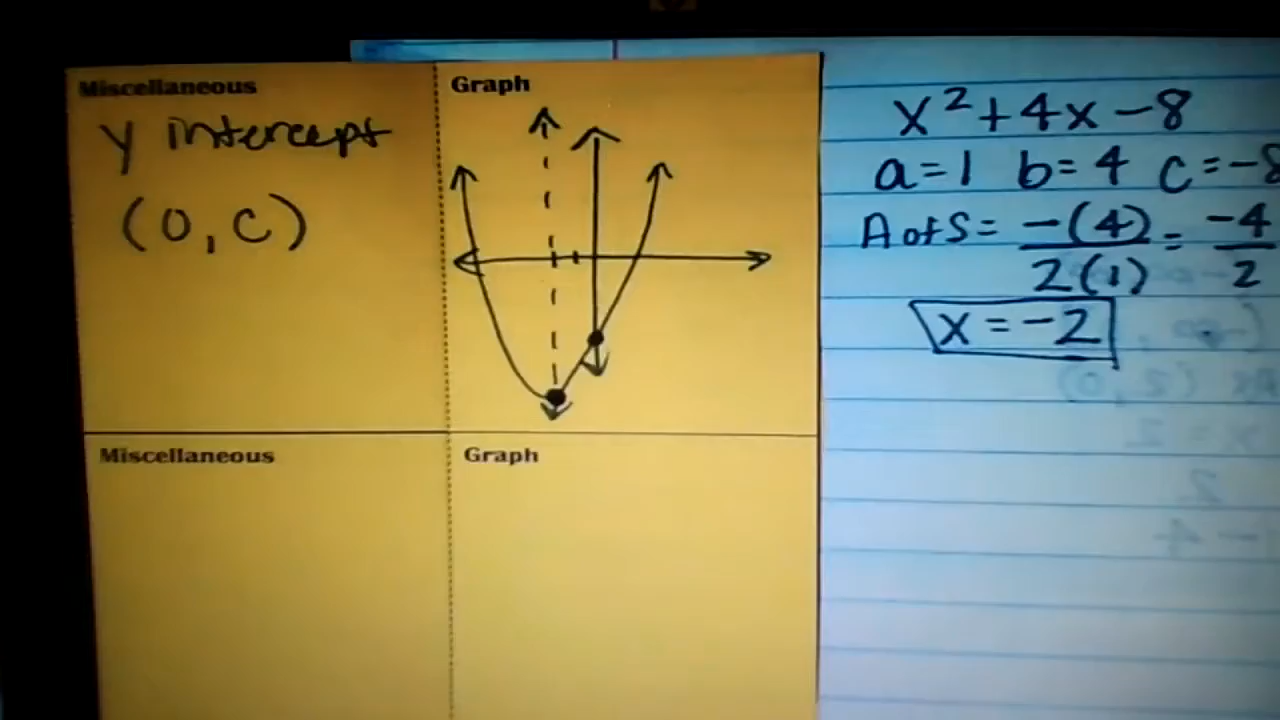 Miscellaneous
Y intercept
(0, C)
Graph
Miscellaneous
Graph
x²+4x-8
a=1 b=4 c=-8
A of S = -(4)/2(1) = -4/2
x = -2